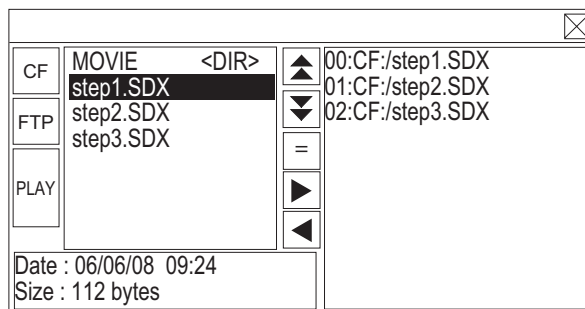 CF
FTP
PLAY
MOVIE <DIR>
step1.SDX
step2.SDX
step3.SDX
=
00:CF:/step1.SDX
01:CF:/step2.SDX
02:CF:/step3.SDX
Date : 06/06/08 09:24
Size : 112 bytes